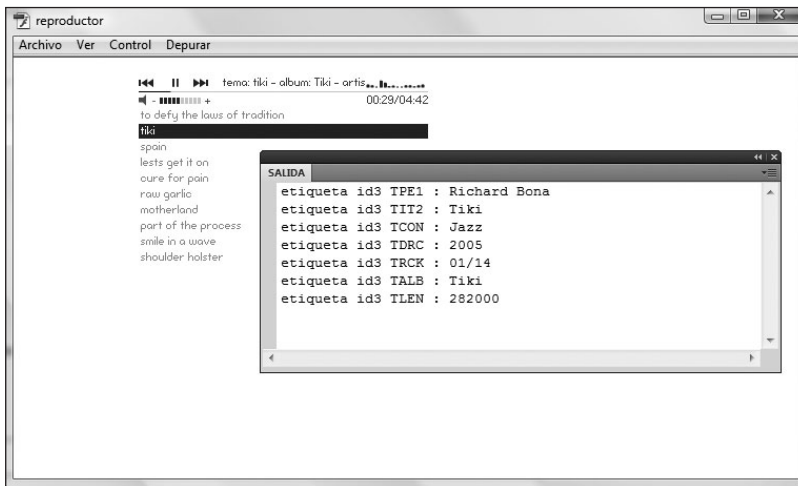 reproductor
Archivo Ver Control Depurar
tema: tiki - album: Tiki - artis
- +
00:29/04:42
to defy the laws of tradition
tiki
spain
lests get it on
cure for pain
raw garlic
motherland
part of the process
smile in a wave
shoulder holster
SALIDA
etiqueta id3 TPE1 : Richard Bona
etiqueta id3 TIT2 : Tiki
etiqueta id3 TCON : Jazz
etiqueta id3 TDRC : 2005
etiqueta id3 TRCK : 01/14
etiqueta id3 TALB : Tiki
etiqueta id3 TLEN : 282000